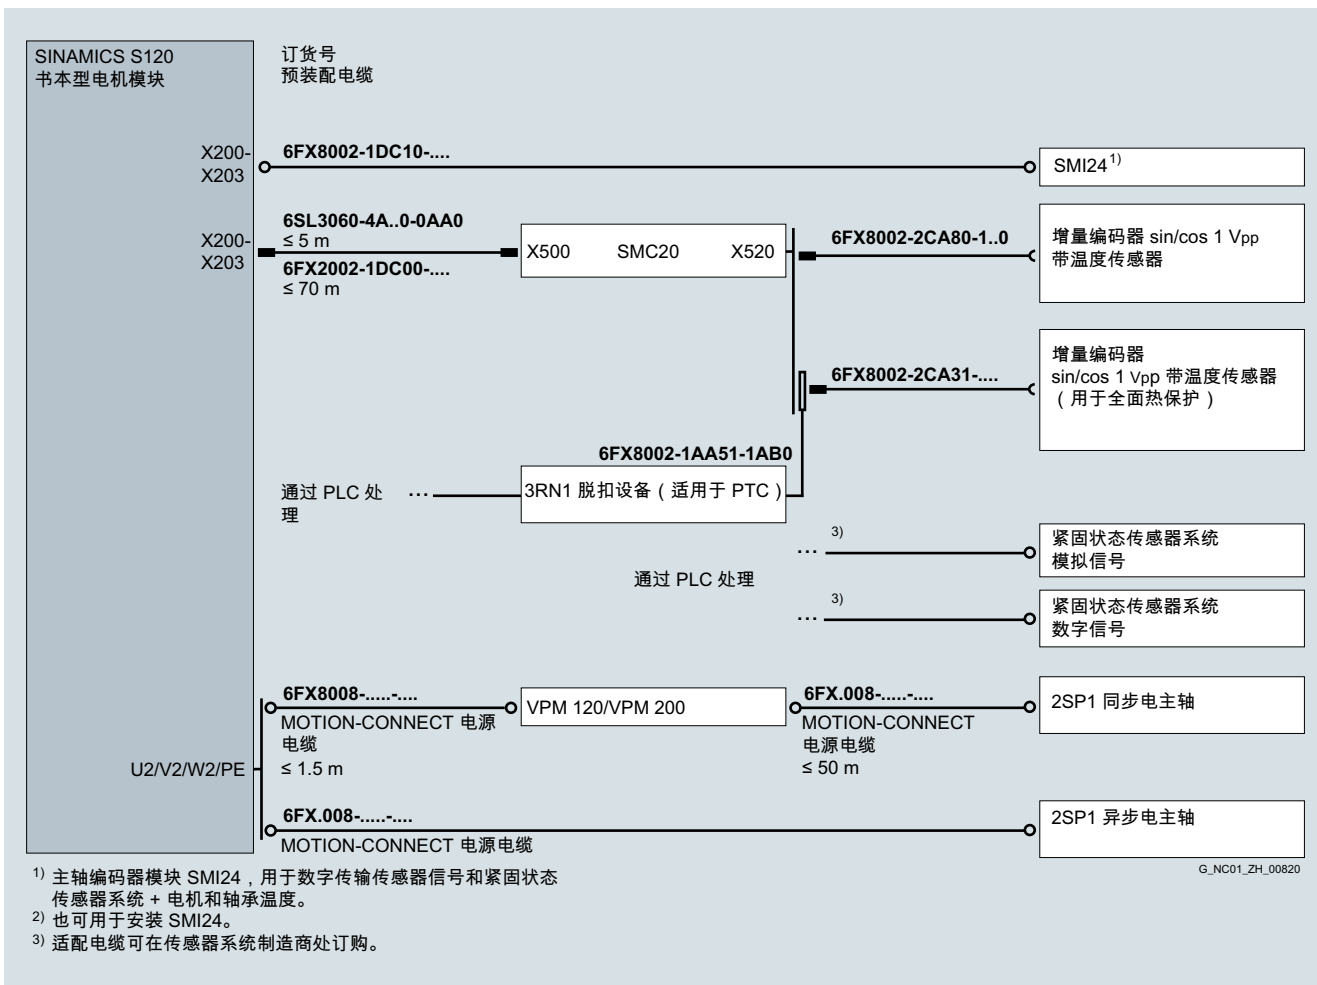 SINAMICS S120
书本型电机模块
订货号
预装配电缆
X200-
X203
6FX8002-1DC10-....
SMI241)
X200-
X203
6SL3060-4A..0-0AA0
≤ 5 m
6FX2002-1DC00-....
≤ 70 m
X500 SMC20 X520
6FX8002-2CA80-1..0
增量编码器 sin/cos 1 Vpp
带温度传感器
6FX8002-2CA31-....
增量编码器
sin/cos 1 Vpp 带温度传感器
（用于全面热保护）
6FX8002-1AA51-1AB0
通过 PLC 处
理
...
3RN1 脱扣设备（适用于 PTC）
... 3)
紧固状态传感器系统
模拟信号
通过 PLC 处理
... 3)
紧固状态传感器系统
数字信号
6FX8008-.....-....
MOTION-CONNECT 电源
电缆
≤ 1.5 m
VPM 120/VPM 200
6FX.008-.....-....
MOTION-CONNECT
电源电缆
≤ 50 m
2SP1 同步电主轴
U2/V2/W2/PE
6FX.008-.....-....
MOTION-CONNECT 电源电缆
2SP1 异步电主轴
G_NC01_ZH_00820
1) 主轴编码器模块 SMI24，用于数字传输传感器信号和紧固状态
传感器系统 + 电机和轴承温度。
2) 也可用于安装 SMI24。
3) 适配电缆可在传感器系统制造商处订购。